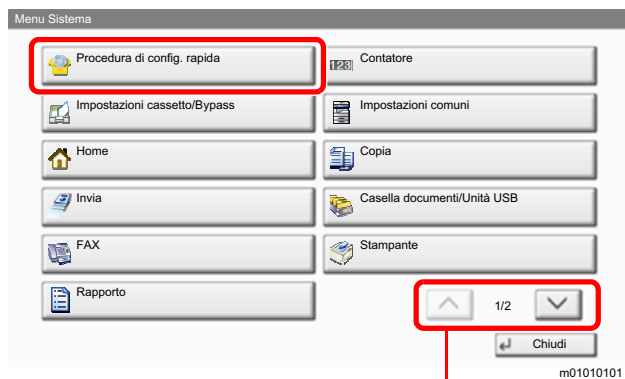 Menu Sistema
Procedura di config. rapida
123 Contatore
Impostazioni cassetto/Bypass
Impostazioni comuni
Home
Copia
Invia
Casella documenti/Unità USB
FAX
Stampante
Rapporto
1/2
Chiudi
m01010101